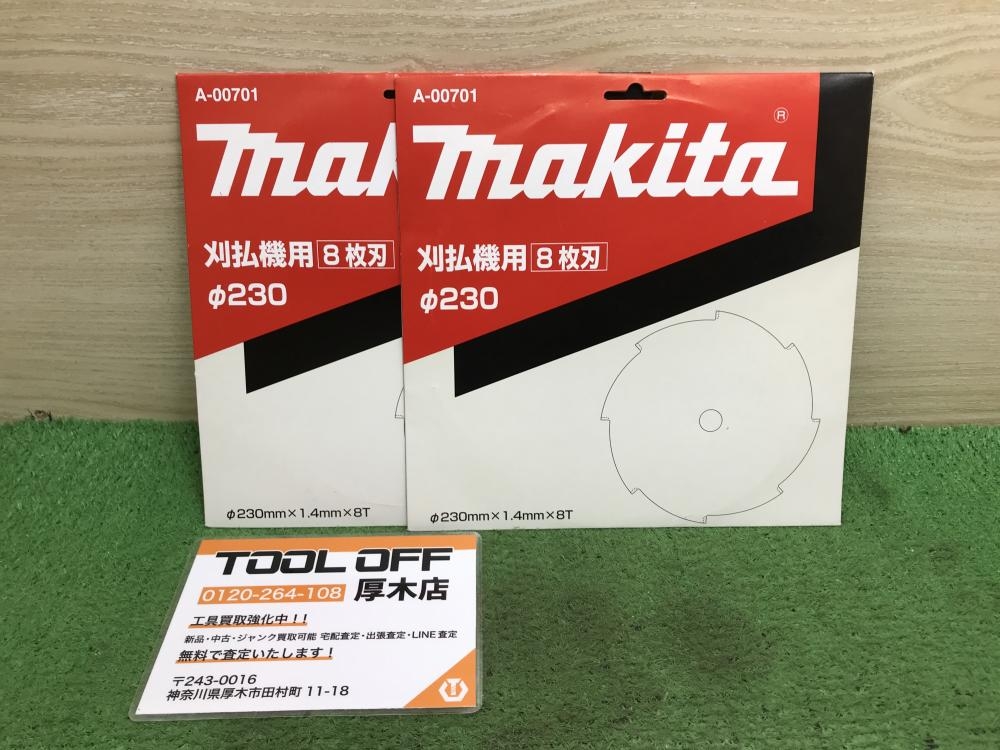 A-00701
Mak
刈払機用 8枚刃
φ230
φ230mm×1.4mm×8T
A-00701
Makita®
刈払機用 8枚刃
φ230
φ230mm×1.4mm×8T
TOOL OFF
0120-264-108 厚木店
工具買取強化中!!
新品・中古・ジャンク買取可能 宅配査定・出張査定・LINE査定
無料で査定いたします!
〒243-0016
神奈川県厚木市田村町 11-18